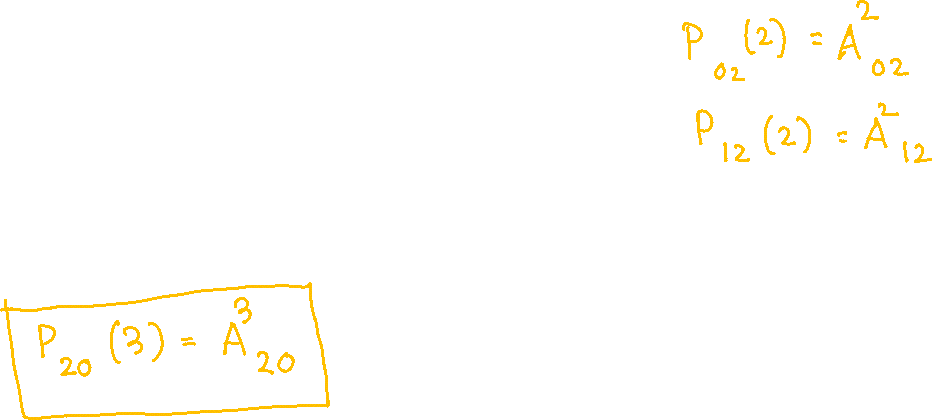 P₀₂(2) = A²₀₂
P₁₂(2) = A²₁₂
P₂₀(3) = A³₂₀